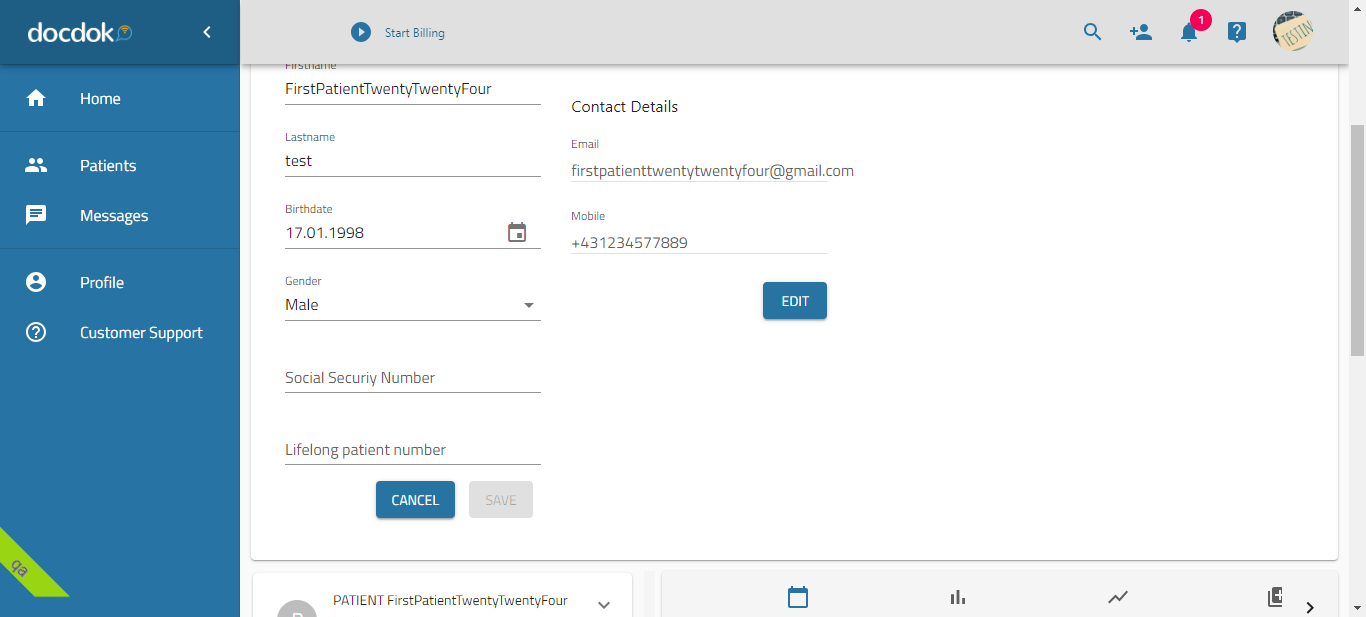 docdok
Start Billing
1
TESTIN
Home
Patients
Messages
Profile
Customer Support
qa
Firstname
FirstPatientTwentyTwentyFour
Lastname
test
Birthdate
17.01.1998
Gender
Male
Social Securiy Number
Lifelong patient number
CANCEL
SAVE
Contact Details
Email
firstpatienttwentytwentyfour@gmail.com
Mobile
+431234577889
EDIT
PATIENT FirstPatientTwentyTwentyFour